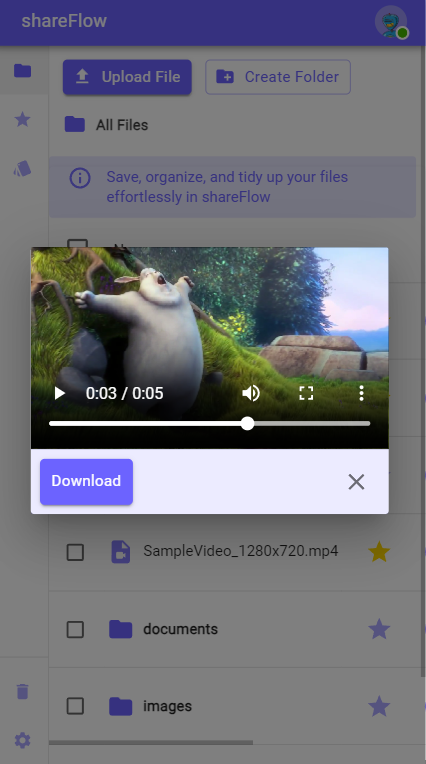 shareFlow
Upload File
Create Folder
All Files
Save, organize, and tidy up your files
effortlessly in shareFlow
0:03 / 0:05
Download
SampleVideo_1280x720.mp4
documents
images